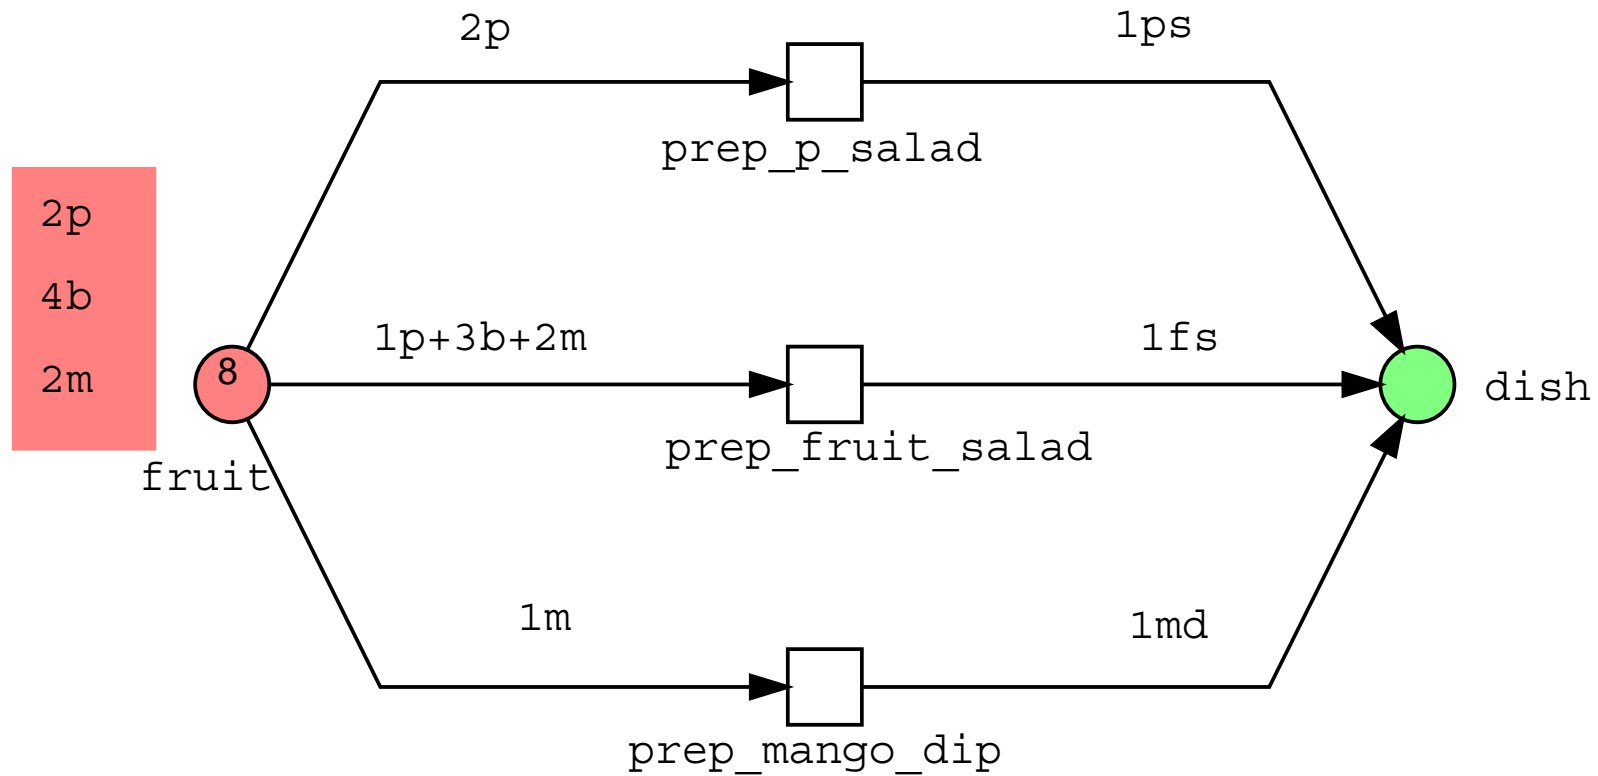 2p
1ps
prep_p_salad
2p
4b
2m
8
fruit
1p+3b+2m
1fs
prep_fruit_salad
dish
1m
1md
prep_mango_dip